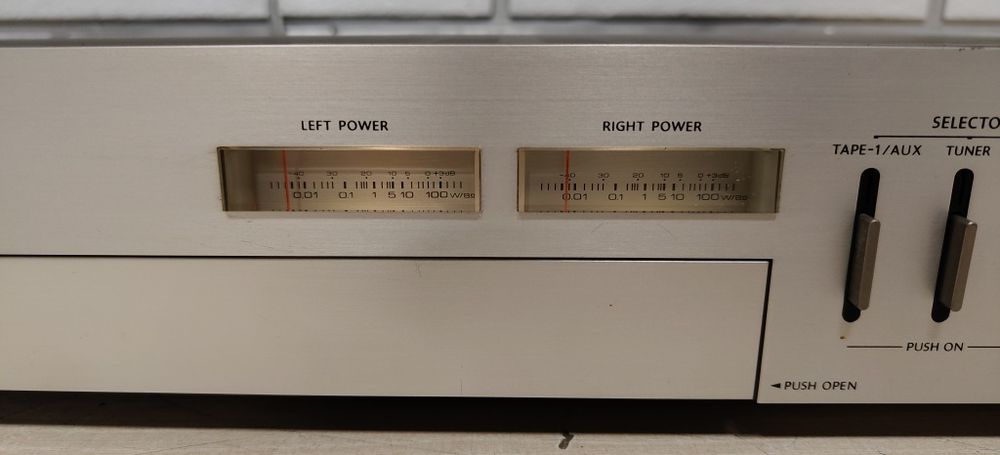 LEFT POWER
-40 30 20 10 5 0 +3dB
0.01 0.1 1 5 10 100 W/8Ω
RIGHT POWER
-40 30 20 10 5 0 +3dB
0.01 0.1 1 5 10 100 W/8Ω
SELECTO
TAPE-1/AUX TUNER
PUSH ON
◄ PUSH OPEN